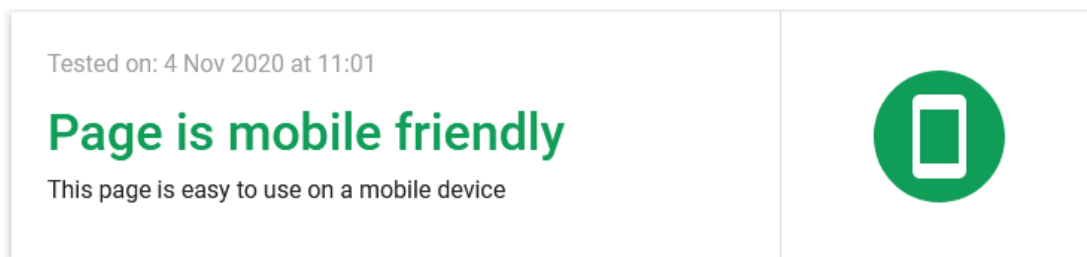 Tested on: 4 Nov 2020 at 11:01
Page is mobile friendly
This page is easy to use on a mobile device